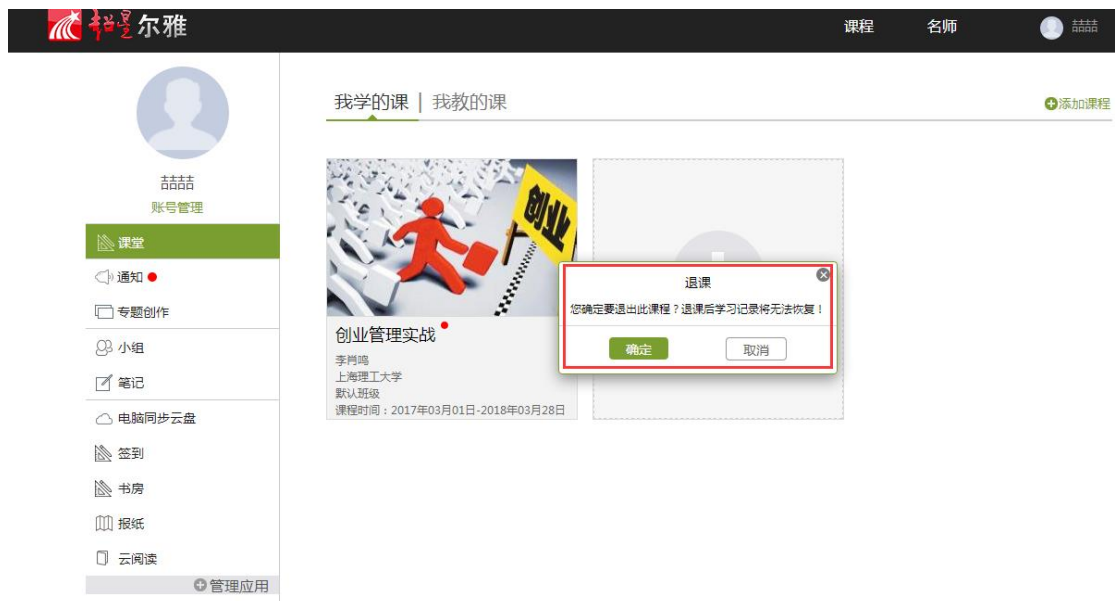 超星尔雅
课程
名师
喆喆喆
喆喆喆
账号管理
课堂
通知
专题创作
小组
笔记
电脑同步云盘
签到
书房
报纸
云阅读
管理应用
我学的课 | 我教的课
添加课程
创业
创业管理实战
李肖鸣
上海理工大学
默认班级
课程时间：2017年03月01日-2018年03月28日
退课
您确定要退出此课程？退课后学习记录将无法恢复！
确定
取消